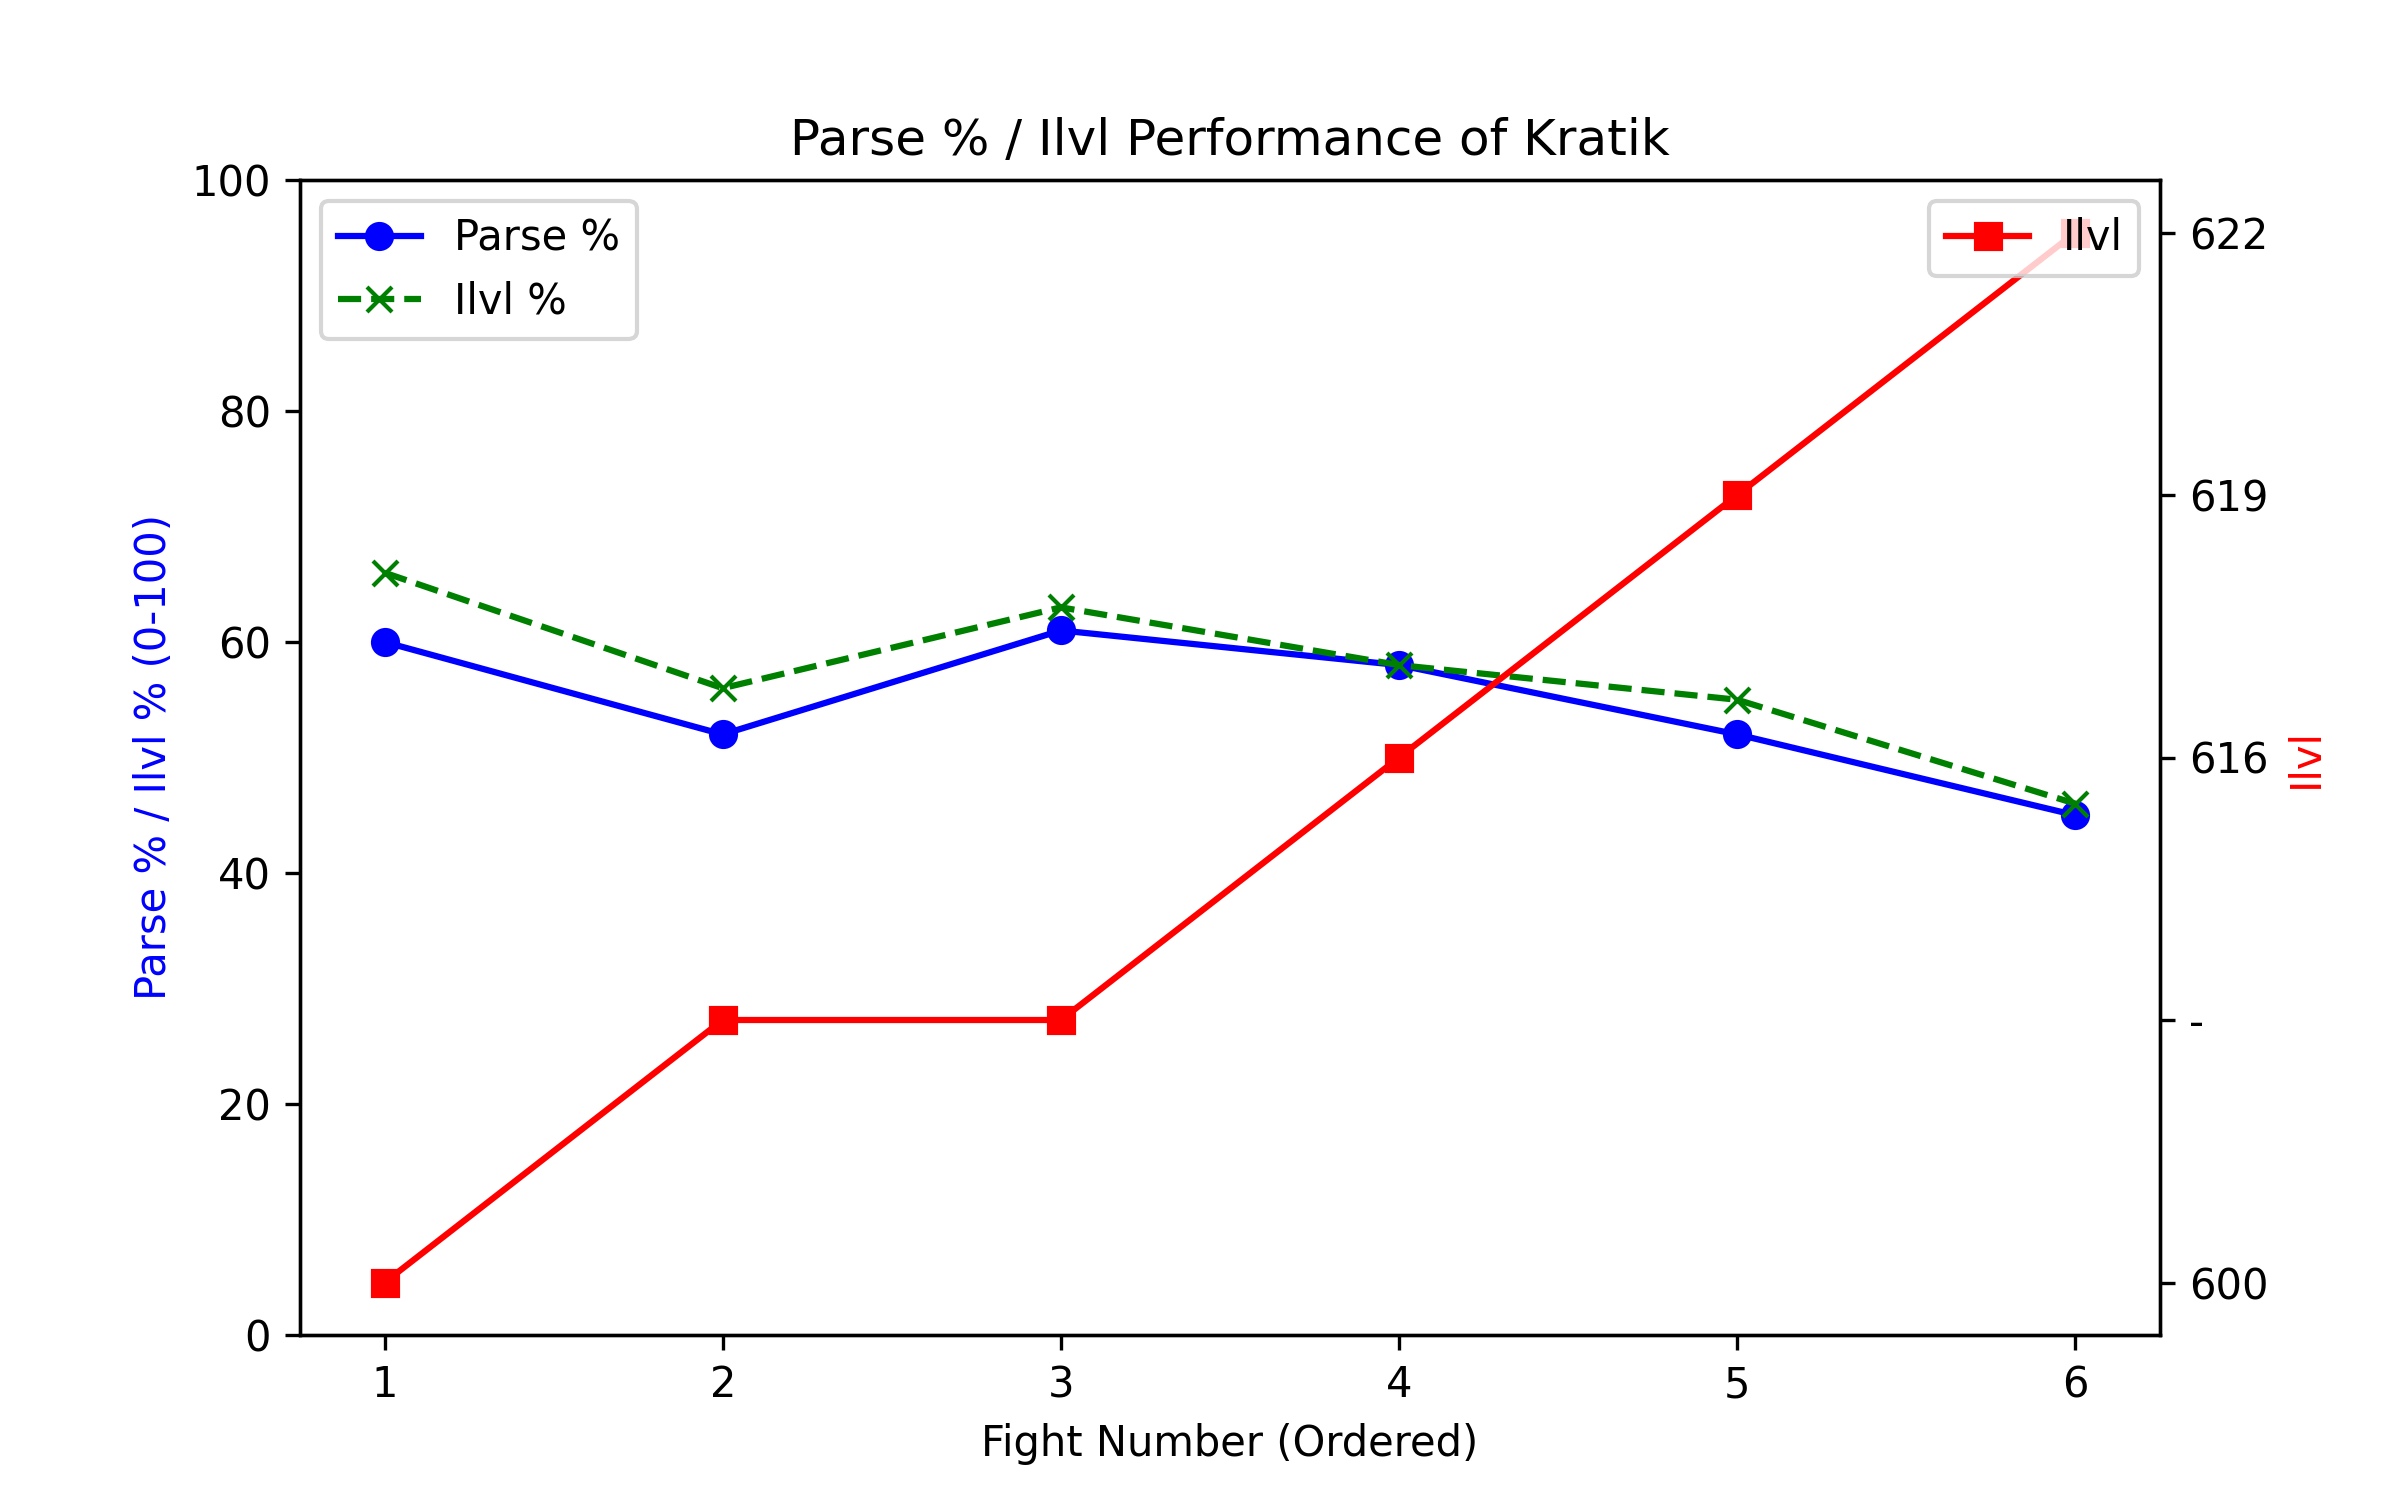 Parse % / Ilvl Performance of Kratik
Parse %
Ilvl %
Ilvl
100
80
60
40
20
0
Parse % / Ilvl % (0-100)
622
619
616
-
600
Ilvl
1 2 3 4 5 6
Fight Number (Ordered)